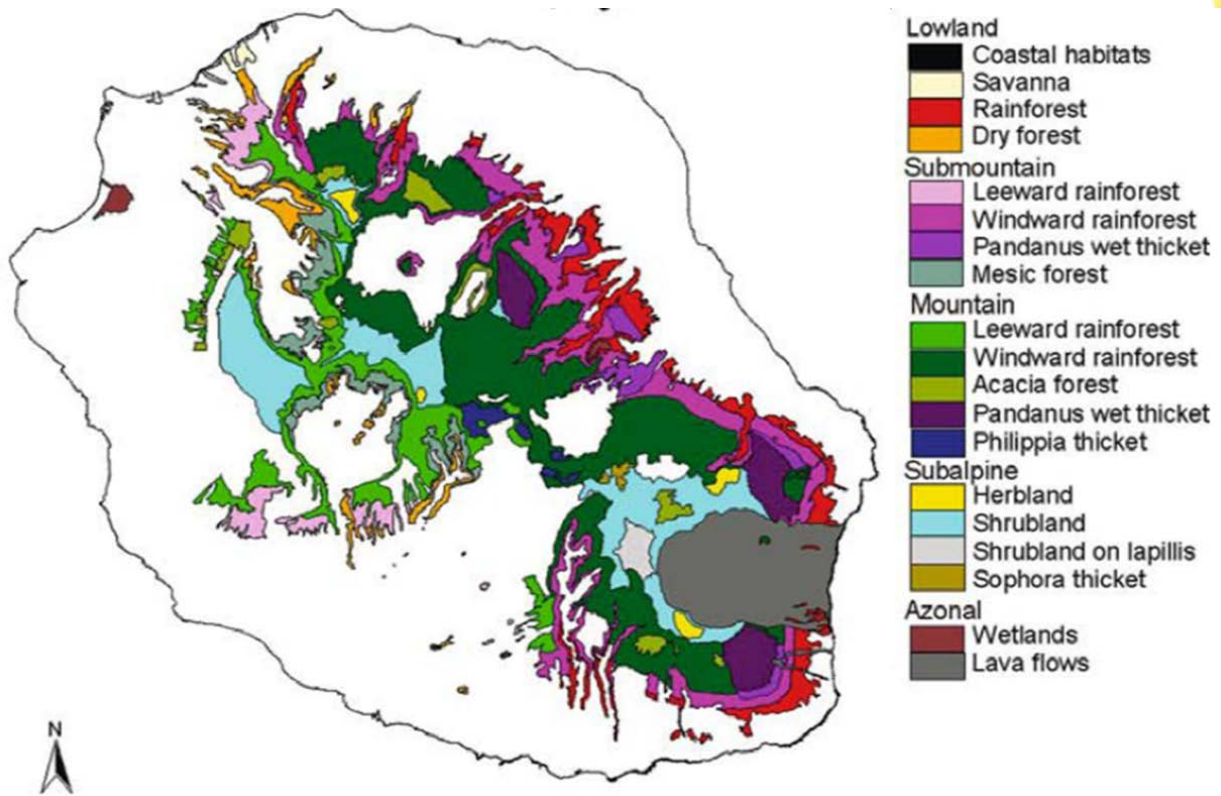 Lowland
Coastal habitats
Savanna
Rainforest
Dry forest
Submountain
Leeward rainforest
Windward rainforest
Pandanus wet thicket
Mesic forest
Mountain
Leeward rainforest
Windward rainforest
Acacia forest
Pandanus wet thicket
Philippia thicket
Subalpine
Herbland
Shrubland
Shrubland on lapillis
Sophora thicket
Azonal
Wetlands
Lava flows
N